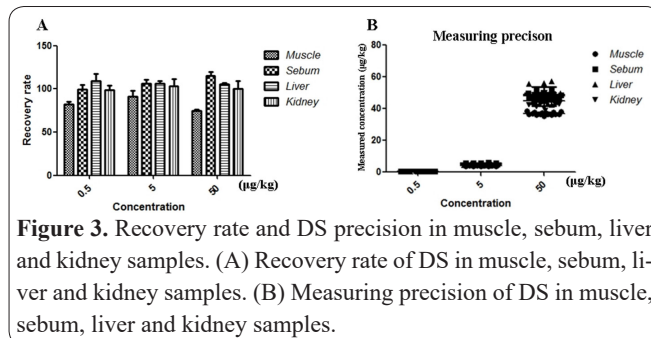 A
150
100
50
0
Recovery rate
0.5
5
50
(µg/kg)
Concentration
Muscle
Sebum
Liver
Kidney
B
Measuring precison
80
60
40
20
0
Measured concentration (µg/kg)
0.5
5
50
(µg/kg)
Concentration
Muscle
Sebum
Liver
Kidney
Figure 3. Recovery rate and DS precision in muscle, sebum, liver
and kidney samples. (A) Recovery rate of DS in muscle, sebum, li-
ver and kidney samples. (B) Measuring precision of DS in muscle,
sebum, liver and kidney samples.